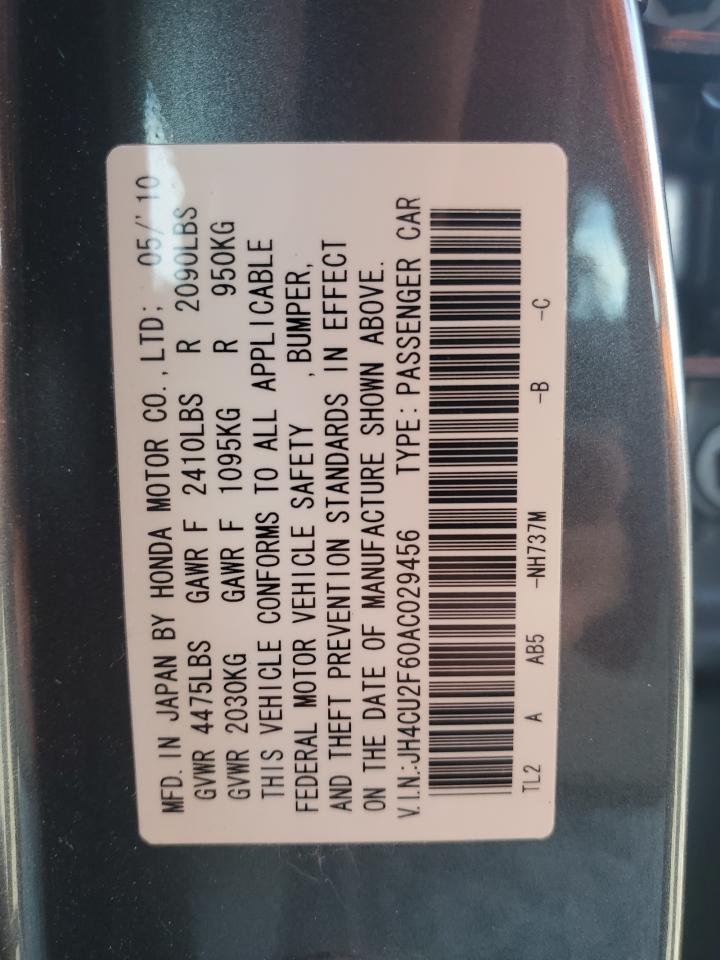 MFD. IN JAPAN BY HONDA MOTOR CO.,LTD; 05/'10
GVWR 4475LBS GAWR F 2410LBS R 2090LBS
GVWR 2030KG GAWR F 1095KG R 950KG
THIS VEHICLE CONFORMS TO ALL APPLICABLE
FEDERAL MOTOR VEHICLE SAFETY ,BUMPER,
AND THEFT PREVENTION STANDARDS IN EFFECT
ON THE DATE OF MANUFACTURE SHOWN ABOVE.
V.I.N.:JH4CU2F60AC029456 TYPE:PASSENGER CAR
TL2 A AB5 -NH737M -B -C